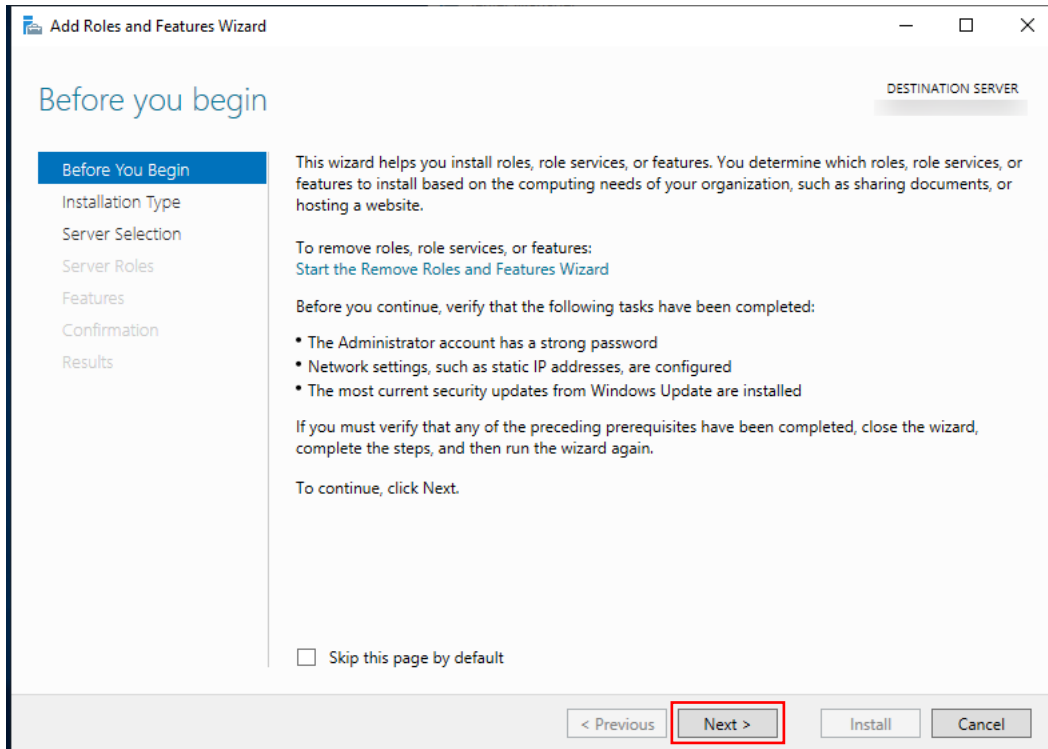 Add Roles and Features Wizard
Before you begin
DESTINATION SERVER
Before You Begin
Installation Type
Server Selection
Server Roles
Features
Confirmation
Results
This wizard helps you install roles, role services, or features. You determine which roles, role services, or
features to install based on the computing needs of your organization, such as sharing documents, or
hosting a website.
To remove roles, role services, or features:
Start the Remove Roles and Features Wizard
Before you continue, verify that the following tasks have been completed:
• The Administrator account has a strong password
• Network settings, such as static IP addresses, are configured
• The most current security updates from Windows Update are installed
If you must verify that any of the preceding prerequisites have been completed, close the wizard,
complete the steps, and then run the wizard again.
To continue, click Next.
Skip this page by default
< Previous
Next >
Install
Cancel